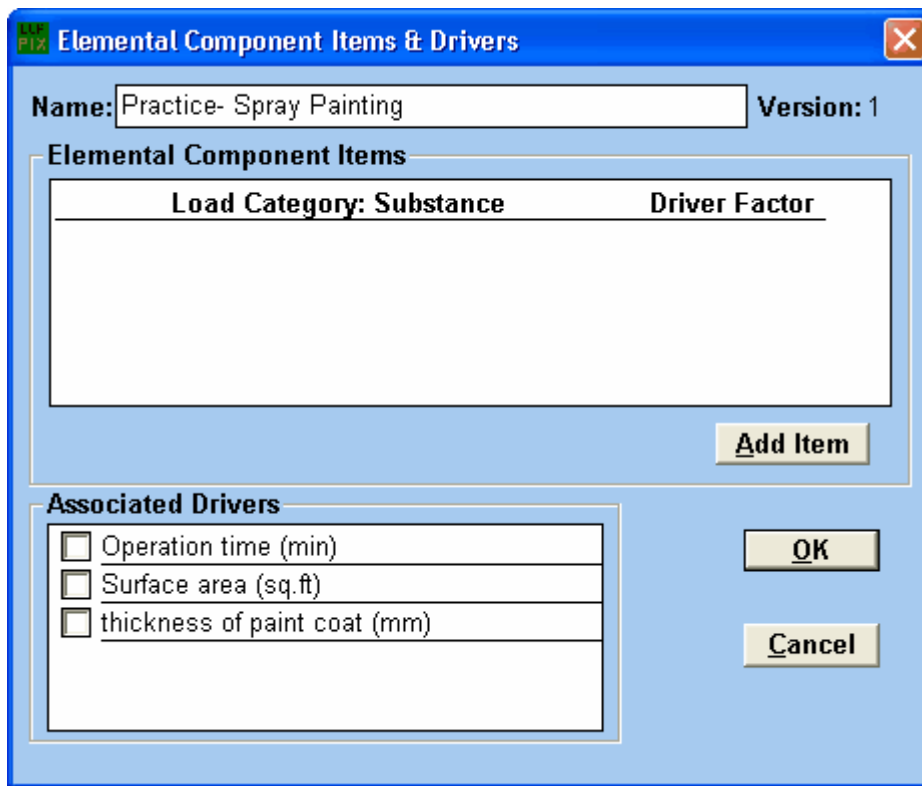 LLF
PIX
Elemental Component Items & Drivers
Name: Practice- Spray Painting Version: 1
Elemental Component Items
Load Category: Substance Driver Factor
Add Item
Associated Drivers
Operation time (min)
Surface area (sq.ft)
thickness of paint coat (mm)
OK
Cancel